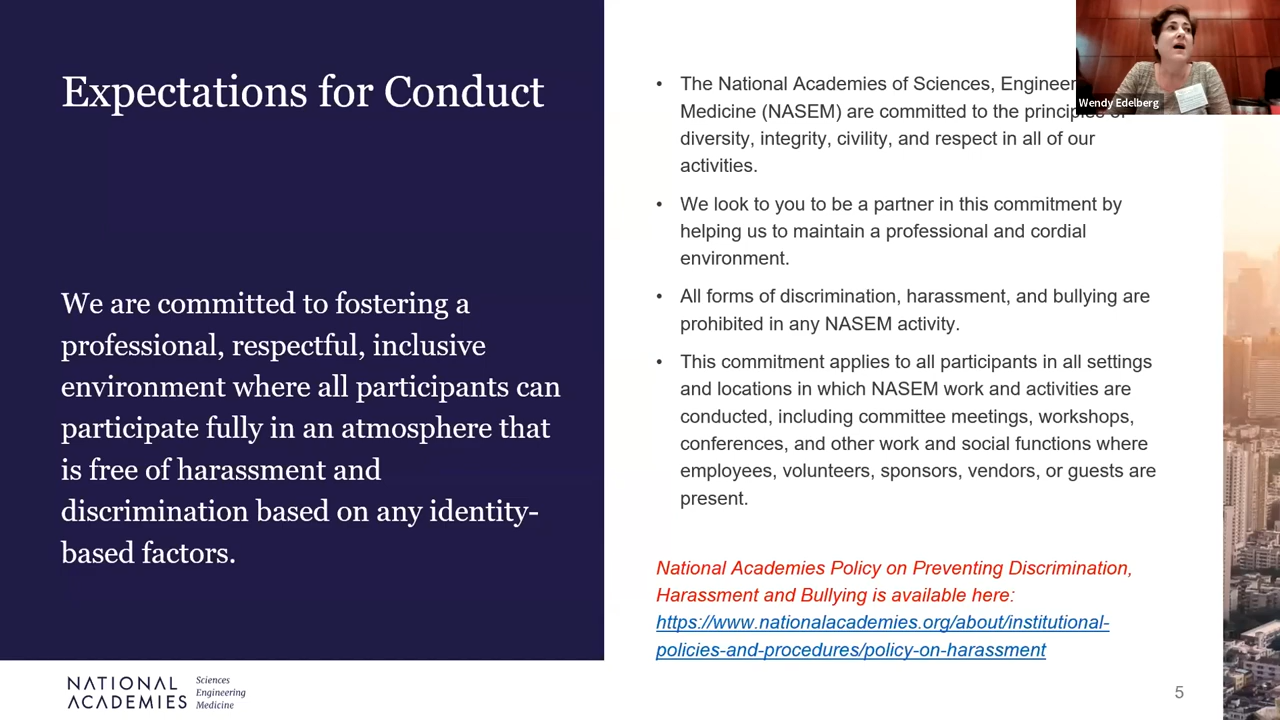 Expectations for Conduct
We are committed to fostering a
professional, respectful, inclusive
environment where all participants can
participate fully in an atmosphere that
is free of harassment and
discrimination based on any identity-
based factors.
• The National Academies of Sciences, Engineer
Medicine (NASEM) are committed to the principles of
diversity, integrity, civility, and respect in all of our
activities.
• We look to you to be a partner in this commitment by
helping us to maintain a professional and cordial
environment.
• All forms of discrimination, harassment, and bullying are
prohibited in any NASEM activity.
• This commitment applies to all participants in all settings
and locations in which NASEM work and activities are
conducted, including committee meetings, workshops,
conferences, and other work and social functions where
employees, volunteers, sponsors, vendors, or guests are
present.
National Academies Policy on Preventing Discrimination,
Harassment and Bullying is available here:
https://www.nationalacademies.org/about/institutional-
policies-and-procedures/policy-on-harassment
Wendy Edelberg
NATIONAL
ACADEMIES
Sciences
Engineering
Medicine
5